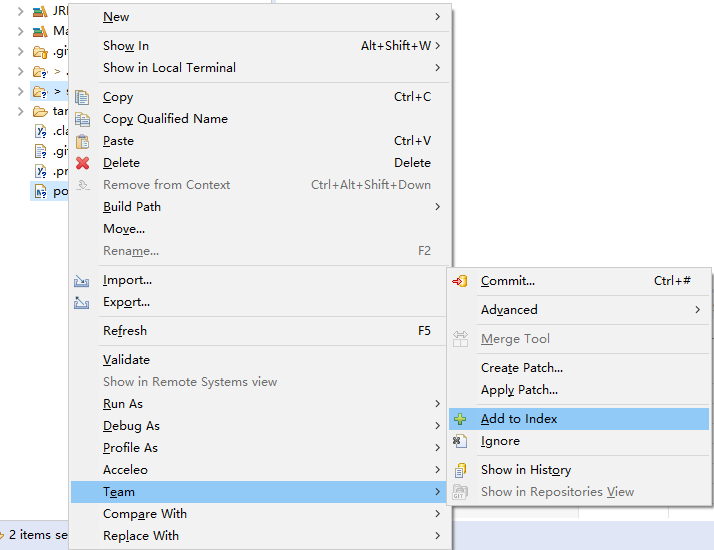 New
Show In Alt+Shift+W
Show in Local Terminal
Copy Ctrl+C
Copy Qualified Name
Paste Ctrl+V
Delete Delete
Remove from Context Ctrl+Alt+Shift+Down
Build Path
Move...
Rename... F2
Import...
Export...
Refresh F5
Validate
Show in Remote Systems view
Run As
Debug As
Profile As
Acceleo
Team
Compare With
Replace With
Commit... Ctrl+#
Advanced
Merge Tool
Create Patch...
Apply Patch...
Add to Index
Ignore
Show in History
Show in Repositories View
JR
Ma
.gi
> .
> s
tar
.cla
.git
.pr
po
2 items se